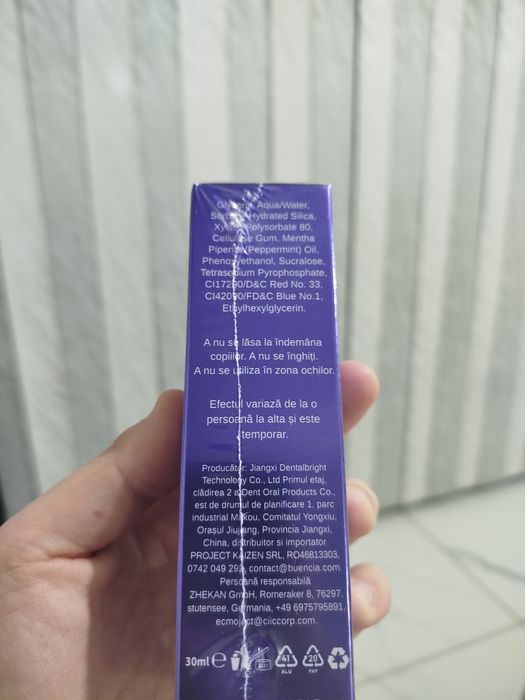 Glycerin, Aqua/Water,
Sorbitol, Hydrated Silica,
Xylitol, Polysorbate 80,
Cellulose Gum, Mentha
Piperita (Peppermint) Oil,
Phenoxyethanol, Sucralose,
Tetrasodium Pyrophosphate,
CI17200/D&C Red No. 33,
CI42090/FD&C Blue No.1,
Ethylhexylglycerin.
A nu se lăsa la îndemâna
copiilor. A nu se înghiți.
A nu se utiliza în zona ochilor.
Efectul variază de la o
persoană la alta și este
temporar.
Producător: Jiangxi Dentalbright
Technology Co., Ltd Primul etaj,
clădirea 2 a Dent Oral Products Co.,
est de drumul de planificare 1, parc
industrial Makou, Comitatul Yongxiu,
Orașul Jiujiang, Provincia Jiangxi,
China, distribuitor si importator
PROJECT KAIZEN SRL, RO46813303.
0742 049 292, contact@buencia.com.
Persoană responsabilă
ZHEKAN GmbH, Romeraker 8, 76297,
stutensee, Germania, +49 6975795891,
ecmoject@ciiccorp.com.
30ml e 41 20
ALU PAP